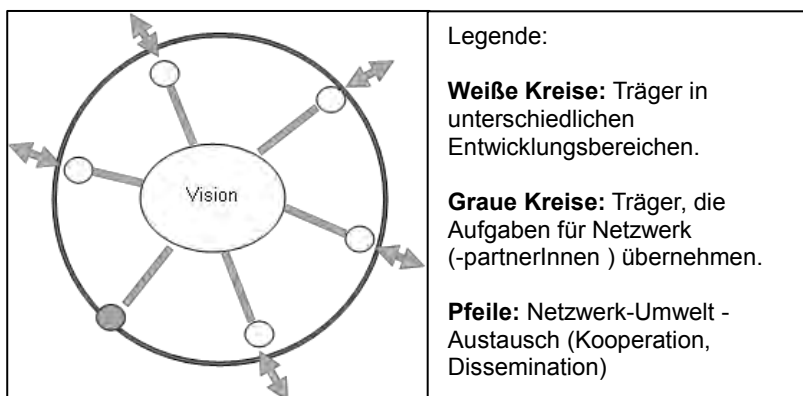 Vision
Legende:
Weiße Kreise: Träger in
unterschiedlichen
Entwicklungsbereichen.
Graue Kreise: Träger, die
Aufgaben für Netzwerk
(-partnerInnen ) übernehmen.
Pfeile: Netzwerk-Umwelt -
Austausch (Kooperation,
Dissemination)